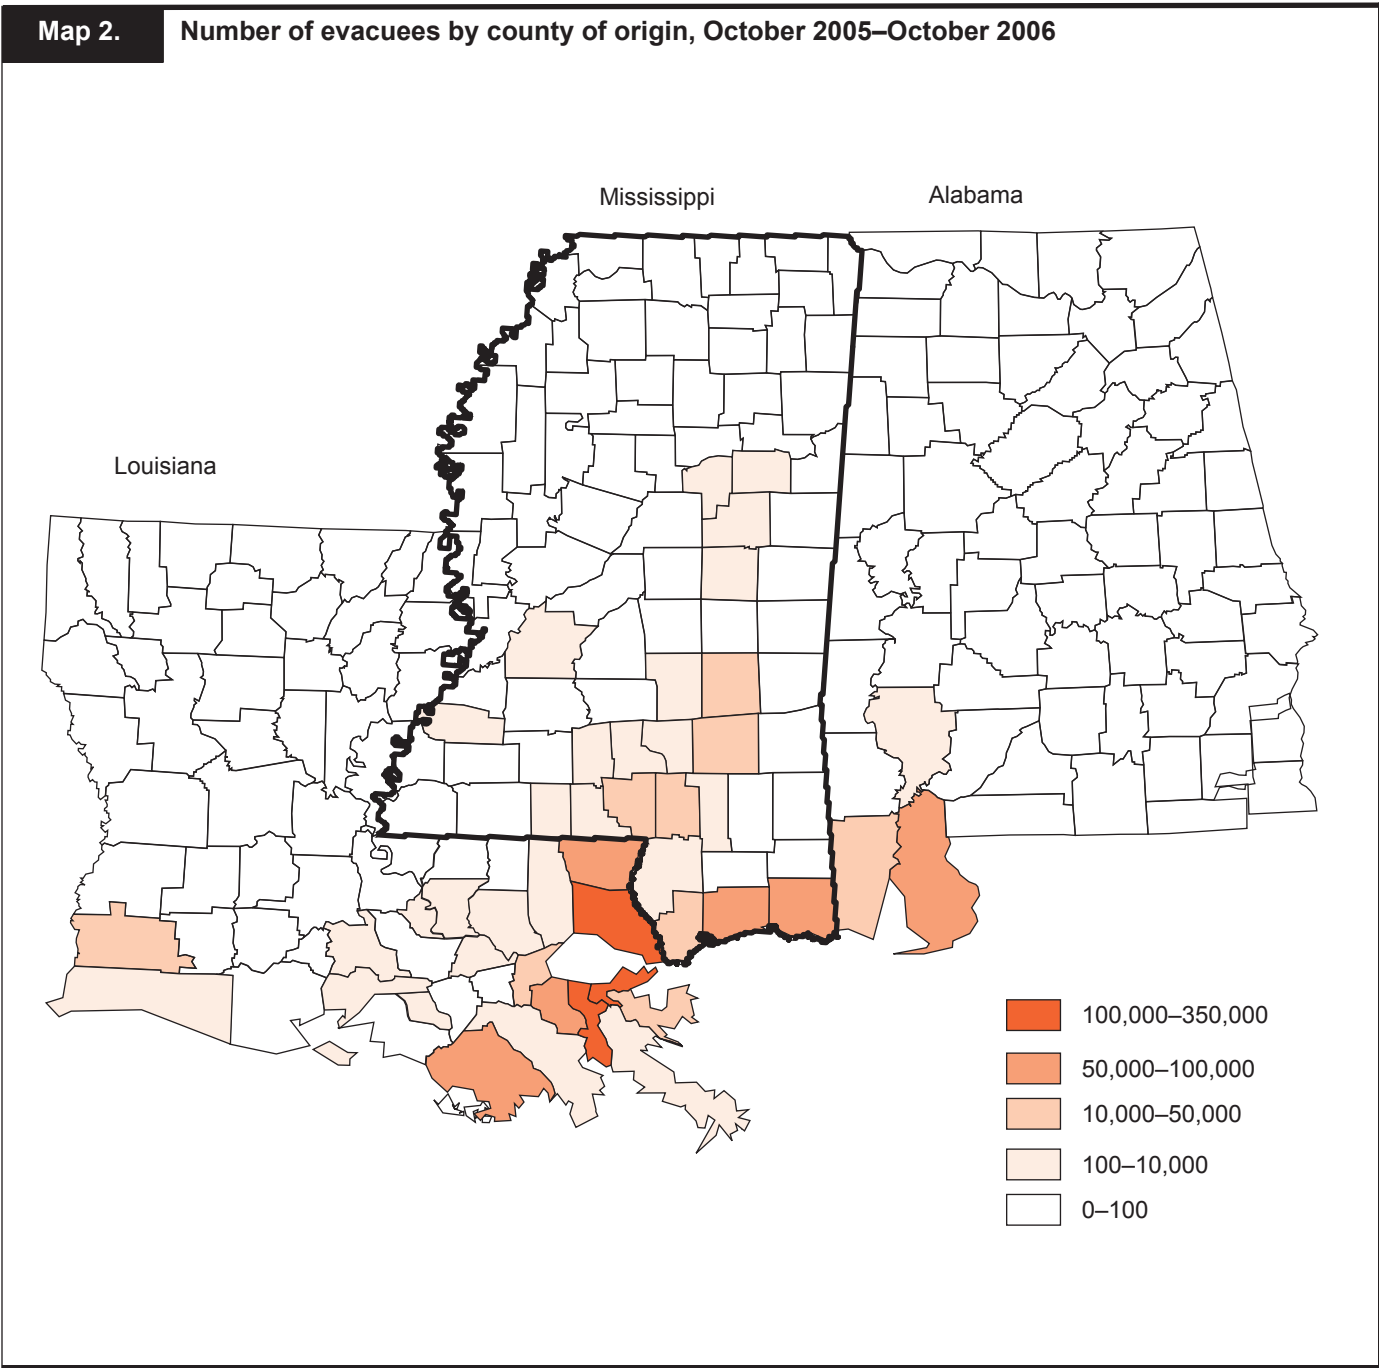 Map 2.
Number of evacuees by county of origin, October 2005–October 2006
Mississippi
Alabama
Louisiana
100,000–350,000
50,000–100,000
10,000–50,000
100–10,000
0–100